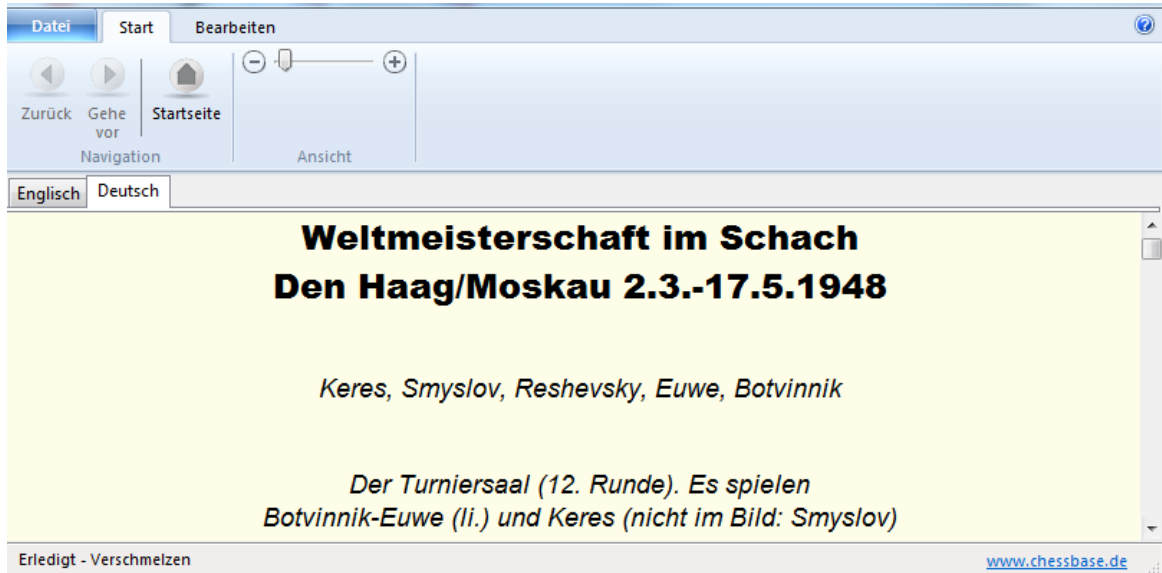 Datei Start Bearbeiten
Zurück Gehe vor Startseite
Navigation Ansicht
Englisch Deutsch
Weltmeisterschaft im Schach
Den Haag/Moskau 2.3.-17.5.1948
Keres, Smyslov, Reshevsky, Euwe, Botvinnik
Der Turniersaal (12. Runde). Es spielen
Botvinnik-Euwe (li.) und Keres (nicht im Bild: Smyslov)
Erledigt - Verschmelzen www.chessbase.de